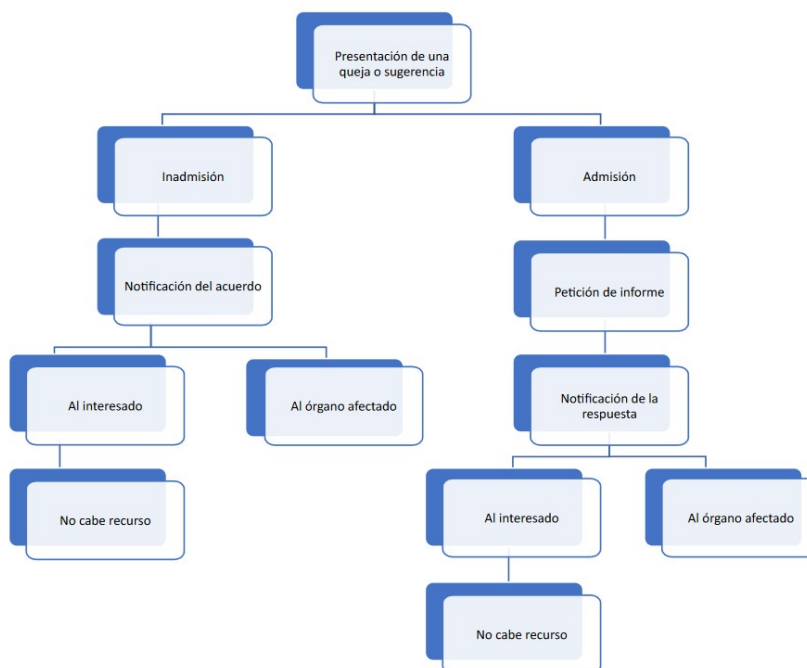 Presentación de una
queja o sugerencia
Inadmisión
Admisión
Notificación del acuerdo
Petición de informe
Al interesado
Al órgano afectado
Notificación de la
respuesta
No cabe recurso
Al interesado
Al órgano afectado
No cabe recurso